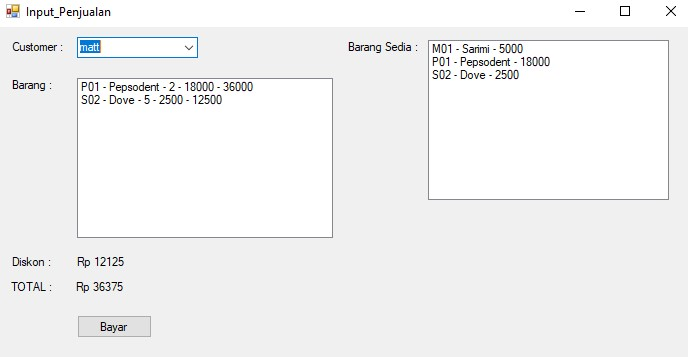 Input_Penjualan
Customer : matt
Barang Sedia :
M01 - Sarimi - 5000
P01 - Pepsodent - 18000
S02 - Dove - 2500
Barang :
P01 - Pepsodent - 2 - 18000 - 36000
S02 - Dove - 5 - 2500 - 12500
Diskon : Rp 12125
TOTAL : Rp 36375
Bayar